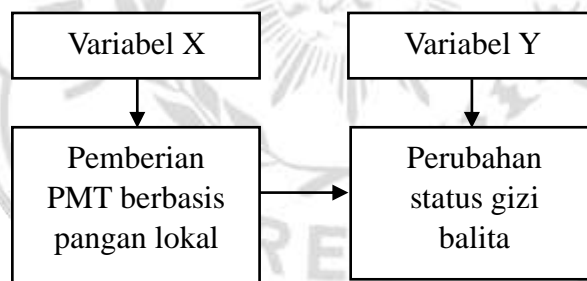 Variabel X
Variabel Y
Pemberian
PMT berbasis
pangan lokal
Perubahan
status gizi
balita